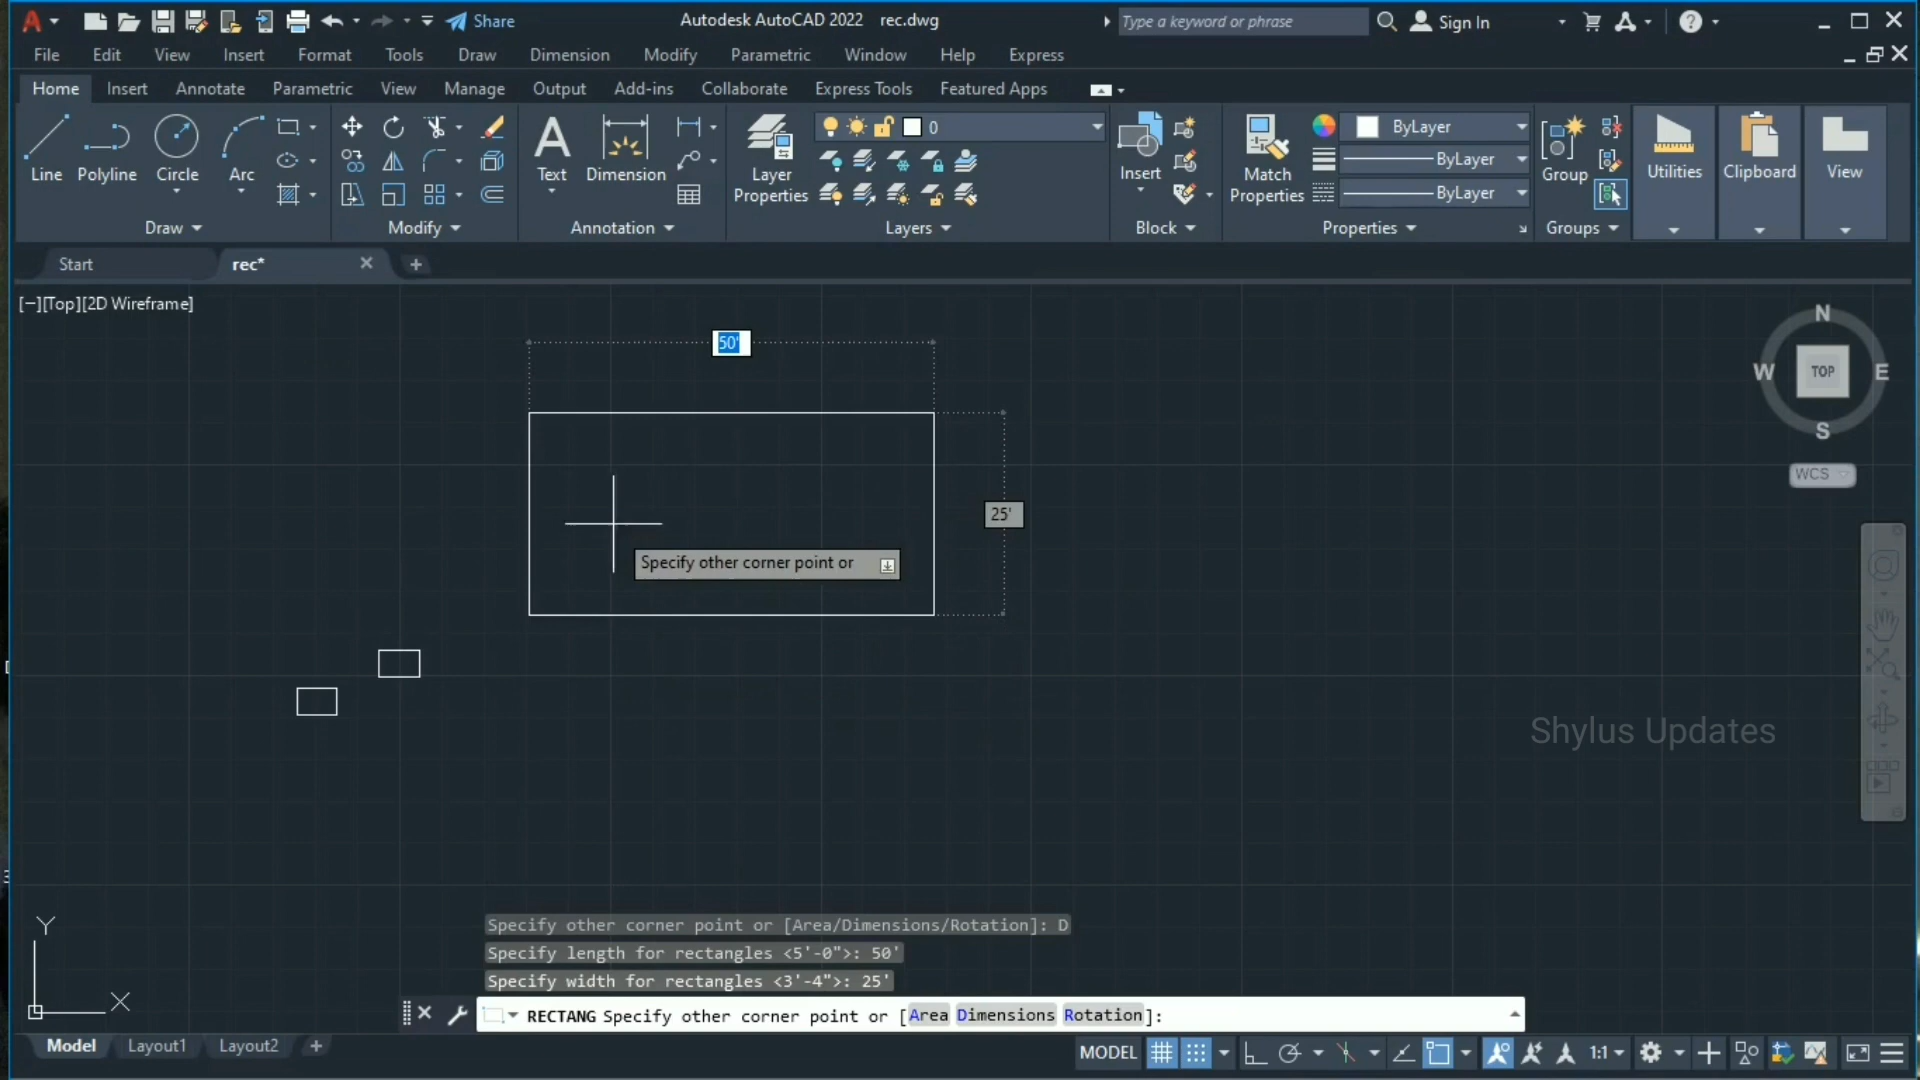 Share
Autodesk AutoCAD 2022 rec.dwg
Type a keyword or phrase
Sign In
File Edit View Insert Format Tools Draw Dimension Modify Parametric Window Help Express
Home Insert Annotate Parametric View Manage Output Add-ins Collaborate Express Tools Featured Apps
0
ByLayer
ByLayer
ByLayer
Line Polyline Circle Arc
Text Dimension
Layer Properties
Insert
Match Properties
Group
Utilities Clipboard View
Draw Modify Annotation Layers Block Properties Groups
Start rec*
[−][Top][2D Wireframe]
N
W TOP E
S
WCS
50'
25'
Specify other corner point or
Shylus Updates
Y
X
Specify other corner point or [Area/Dimensions/Rotation]: D
Specify length for rectangles <5'-0">: 50'
Specify width for rectangles <3'-4">: 25'
RECTANG Specify other corner point or [Area Dimensions Rotation]:
Model Layout1 Layout2
MODEL 1:1